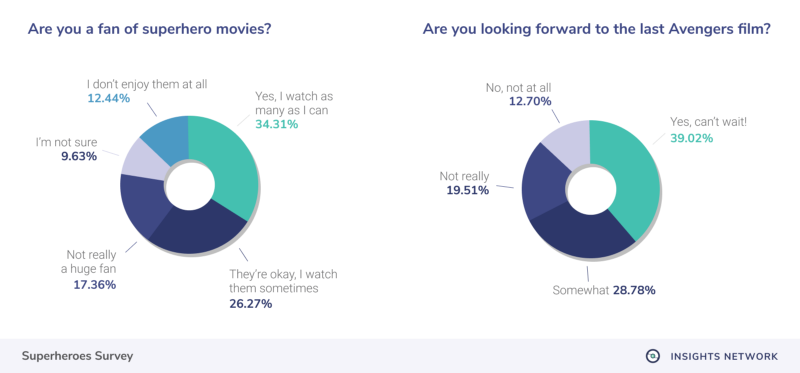 Are you a fan of superhero movies?
I don't enjoy them at all
12.44%
Yes, I watch as
many as I can
34.31%
I'm not sure
9.63%
Not really
a huge fan
17.36%
They're okay, I watch
them sometimes
26.27%
Are you looking forward to the last Avengers film?
No, not at all
12.70%
Yes, can't wait!
39.02%
Not really
19.51%
Somewhat 28.78%
Superheroes Survey
INSIGHTS NETWORK